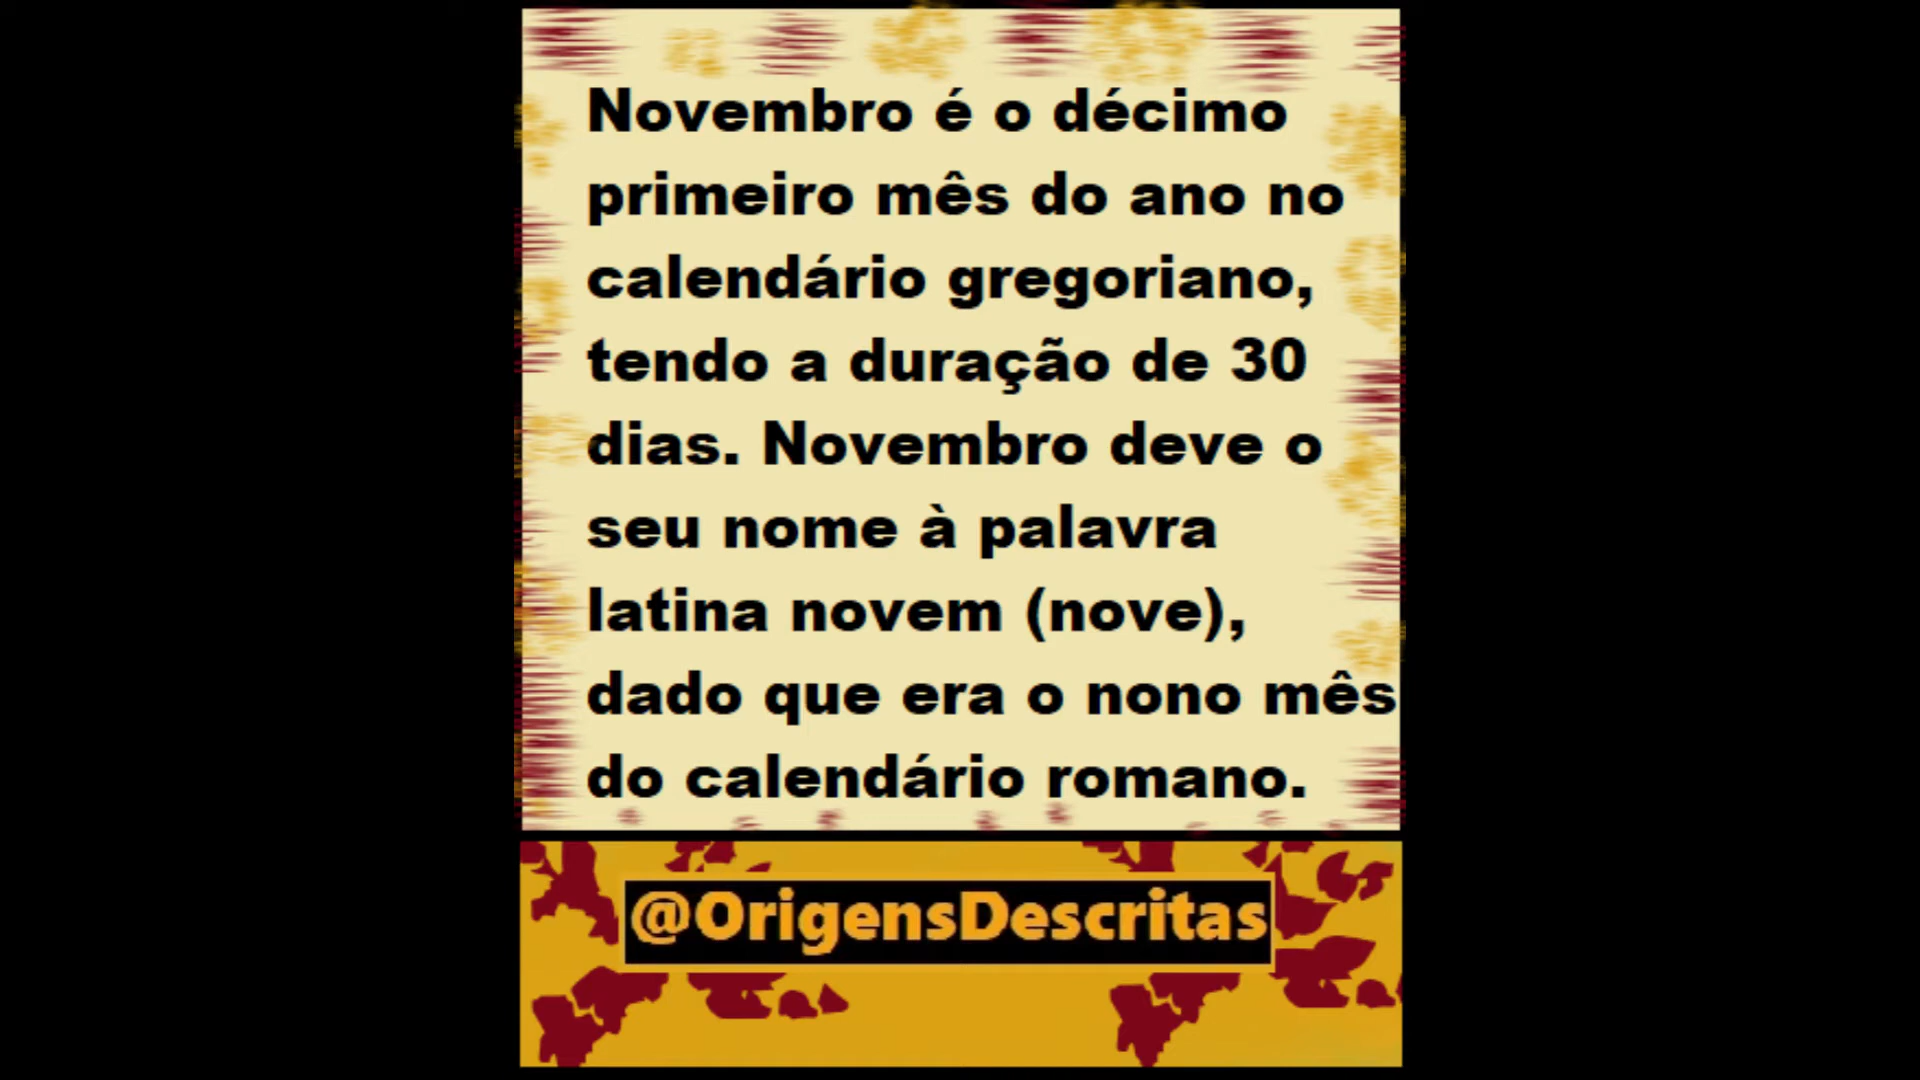 Novembro é o décimo
primeiro mês do ano no
calendário gregoriano,
tendo a duração de 30
dias. Novembro deve o
seu nome à palavra
latina novem (nove),
dado que era o nono mês
do calendário romano.
@OrigensDescritas